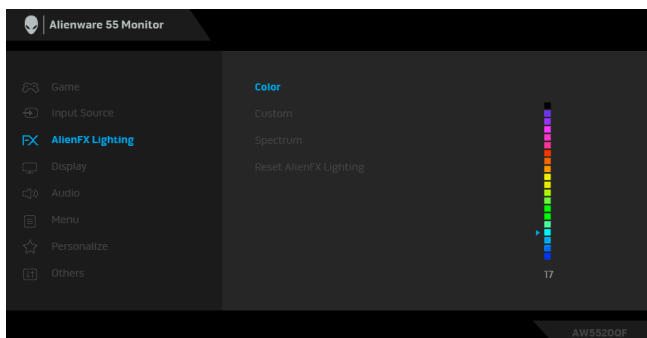 Alienware 55 Monitor
Game
Input Source
FX AlienFX Lighting
Display
Audio
Menu
Personalize
Others
Color
Custom
Spectrum
Reset AlienFX Lighting
17
AW5520QF